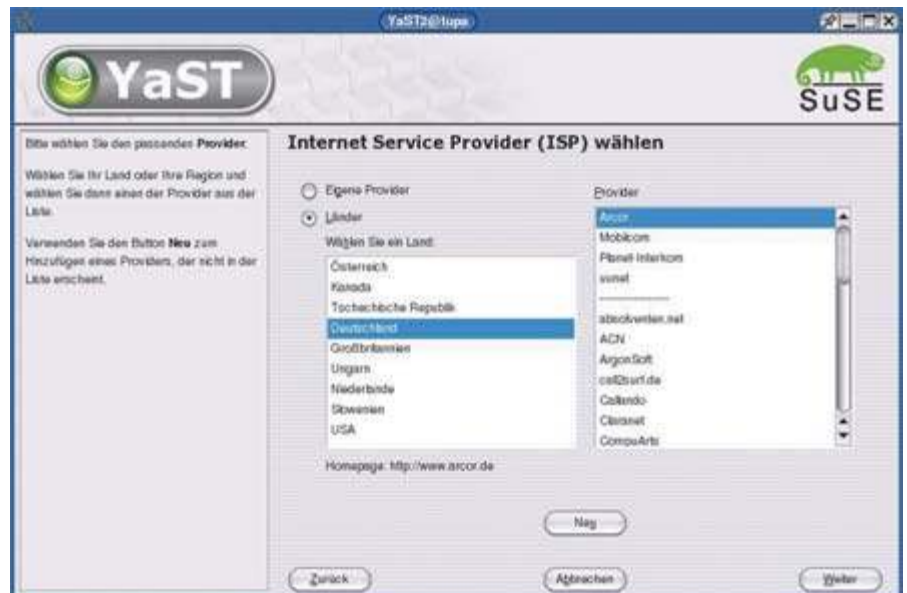 YaST2@tupa
YaST
SuSE
Bitte wählen Sie den passenden Provider.
Wählen Sie Ihr Land oder Ihre Region und
wählen Sie dann einen der Provider aus der
Liste.
Verwenden Sie den Button Neu zum
Hinzufügen eines Providers, der nicht in der
Liste erscheint.
Internet Service Provider (ISP) wählen
Eigene Provider
Länder
Wählen Sie ein Land:
Österreich
Kanada
Tschechische Republik
Deutschland
Großbritannien
Ungarn
Niederlande
Slowenien
USA
Homepage: http://www.arcor.de
Provider
Arcor
Mobilcom
Planet-Interkom
------------------
absolventen.net
ACN
ArgonSoft
call2surf.de
Callando
Claranet
CompuArts
Neu
Zurück
Abbrechen
Weiter